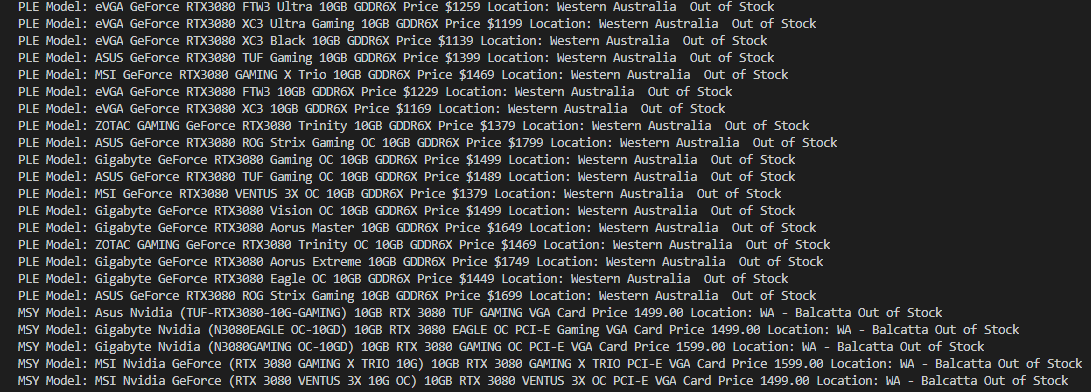 PLE Model: eVGA GeForce RTX3080 FTW3 Ultra 10GB GDDR6X Price $1259 Location: Western Australia  Out of Stock
PLE Model: eVGA GeForce RTX3080 XC3 Ultra Gaming 10GB GDDR6X Price $1199 Location: Western Australia  Out of Stock
PLE Model: eVGA GeForce RTX3080 XC3 Black 10GB GDDR6X Price $1139 Location: Western Australia  Out of Stock
PLE Model: ASUS GeForce RTX3080 TUF Gaming 10GB GDDR6X Price $1399 Location: Western Australia  Out of Stock
PLE Model: MSI GeForce RTX3080 GAMING X Trio 10GB GDDR6X Price $1469 Location: Western Australia  Out of Stock
PLE Model: eVGA GeForce RTX3080 FTW3 10GB GDDR6X Price $1229 Location: Western Australia  Out of Stock
PLE Model: eVGA GeForce RTX3080 XC3 10GB GDDR6X Price $1169 Location: Western Australia  Out of Stock
PLE Model: ZOTAC GAMING GeForce RTX3080 Trinity 10GB GDDR6X Price $1379 Location: Western Australia  Out of Stock
PLE Model: ASUS GeForce RTX3080 ROG Strix Gaming OC 10GB GDDR6X Price $1799 Location: Western Australia  Out of Stock
PLE Model: Gigabyte GeForce RTX3080 Gaming OC 10GB GDDR6X Price $1499 Location: Western Australia  Out of Stock
PLE Model: ASUS GeForce RTX3080 TUF Gaming OC 10GB GDDR6X Price $1489 Location: Western Australia  Out of Stock
PLE Model: MSI GeForce RTX3080 VENTUS 3X OC 10GB GDDR6X Price $1379 Location: Western Australia  Out of Stock
PLE Model: Gigabyte GeForce RTX3080 Vision OC 10GB GDDR6X Price $1499 Location: Western Australia  Out of Stock
PLE Model: Gigabyte GeForce RTX3080 Aorus Master 10GB GDDR6X Price $1649 Location: Western Australia  Out of Stock
PLE Model: ZOTAC GAMING GeForce RTX3080 Trinity OC 10GB GDDR6X Price $1469 Location: Western Australia  Out of Stock
PLE Model: Gigabyte GeForce RTX3080 Aorus Extreme 10GB GDDR6X Price $1749 Location: Western Australia  Out of Stock
PLE Model: Gigabyte GeForce RTX3080 Eagle OC 10GB GDDR6X Price $1449 Location: Western Australia  Out of Stock
PLE Model: ASUS GeForce RTX3080 ROG Strix Gaming 10GB GDDR6X Price $1699 Location: Western Australia  Out of Stock
MSY Model: Asus Nvidia (TUF-RTX3080-10G-GAMING) 10GB RTX 3080 TUF GAMING VGA Card Price 1499.00 Location: WA - Balcatta Out of Stock
MSY Model: Gigabyte Nvidia (N3080EAGLE OC-10GD) 10GB RTX 3080 EAGLE OC PCI-E Gaming VGA Card Price 1499.00 Location: WA - Balcatta Out of Stock
MSY Model: Gigabyte Nvidia (N3080GAMING OC-10GD) 10GB RTX 3080 GAMING OC PCI-E VGA Card Price 1599.00 Location: WA - Balcatta Out of Stock
MSY Model: MSI Nvidia GeForce (RTX 3080 GAMING X TRIO 10G) 10GB RTX 3080 GAMING X TRIO PCI-E VGA Card Price 1599.00 Location: WA - Balcatta Out of Stock
MSY Model: MSI Nvidia GeForce (RTX 3080 VENTUS 3X 10G OC) 10GB RTX 3080 VENTUS 3X OC PCI-E VGA Card Price 1499.00 Location: WA - Balcatta Out of Stock